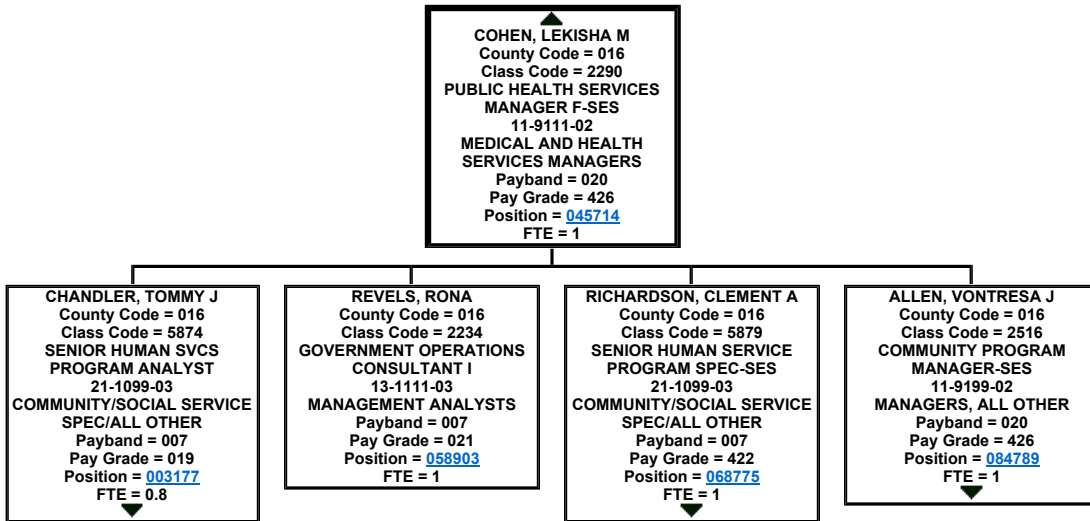 COHEN, LEKISHA M
County Code = 016
Class Code = 2290
PUBLIC HEALTH SERVICES
MANAGER F-SES
11-9111-02
MEDICAL AND HEALTH
SERVICES MANAGERS
Payband = 020
Pay Grade = 426
Position = 045714
FTE = 1
CHANDLER, TOMMY J
County Code = 016
Class Code = 5874
SENIOR HUMAN SVCS
PROGRAM ANALYST
21-1099-03
COMMUNITY/SOCIAL SERVICE
SPEC/ALL OTHER
Payband = 007
Pay Grade = 019
Position = 003177
FTE = 0.8
REVELS, RONA
County Code = 016
Class Code = 2234
GOVERNMENT OPERATIONS
CONSULTANT I
13-1111-03
MANAGEMENT ANALYSTS
Payband = 007
Pay Grade = 021
Position = 058903
FTE = 1
RICHARDSON, CLEMENT A
County Code = 016
Class Code = 5879
SENIOR HUMAN SERVICE
PROGRAM SPEC-SES
21-1099-03
COMMUNITY/SOCIAL SERVICE
SPEC/ALL OTHER
Payband = 007
Pay Grade = 422
Position = 068775
FTE = 1
ALLEN, VONTRESA J
County Code = 016
Class Code = 2516
COMMUNITY PROGRAM
MANAGER-SES
11-9199-02
MANAGERS, ALL OTHER
Payband = 020
Pay Grade = 426
Position = 084789
FTE = 1